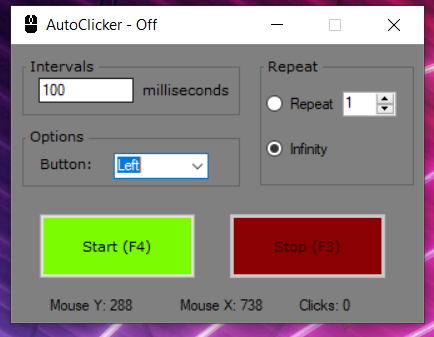 AutoClicker - Off
Intervals
100 milliseconds
Repeat
Repeat 1
Infinity
Options
Button: Left
Start (F4)
Stop (F3)
Mouse Y: 288 Mouse X: 738 Clicks: 0